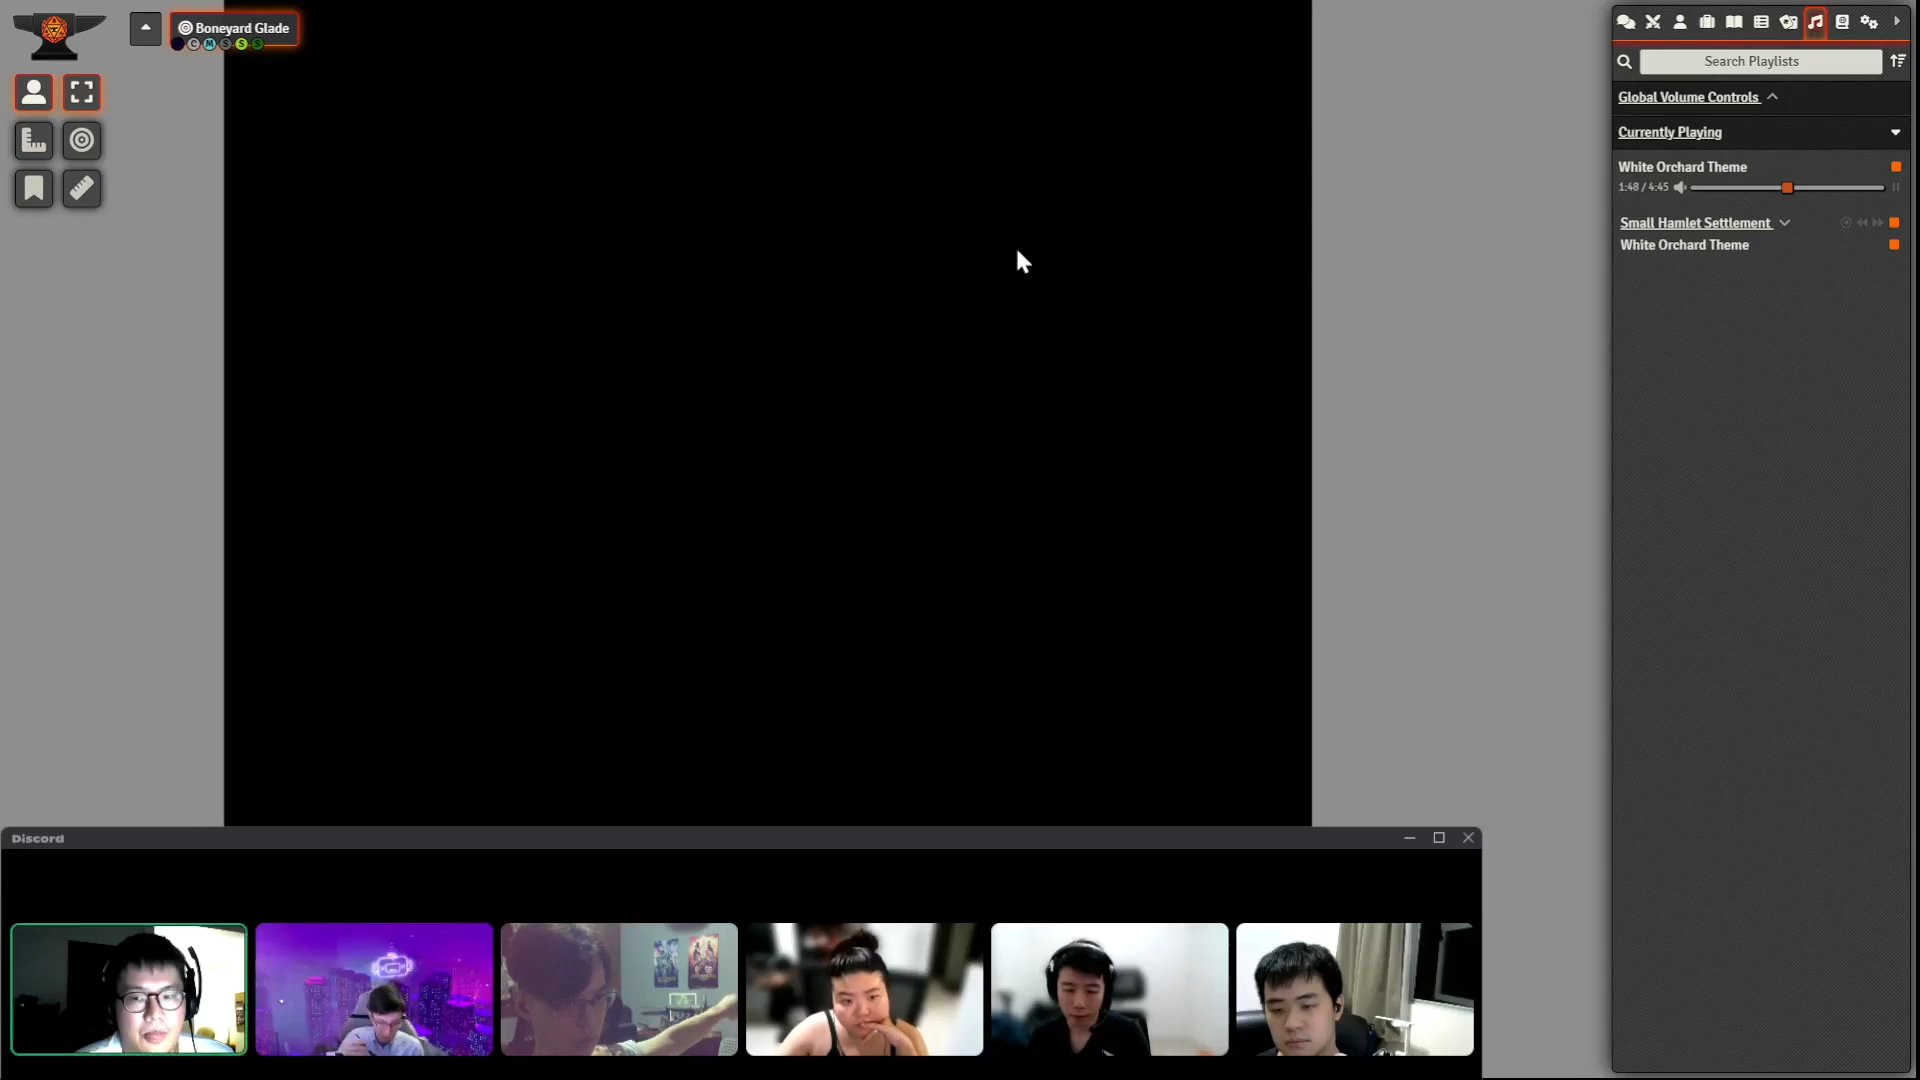 Boneyard Glade
C M S S S
Search Playlists
Global Volume Controls
Currently Playing
White Orchard Theme
1:48 / 4:45
Small Hamlet Settlement
White Orchard Theme
Discord